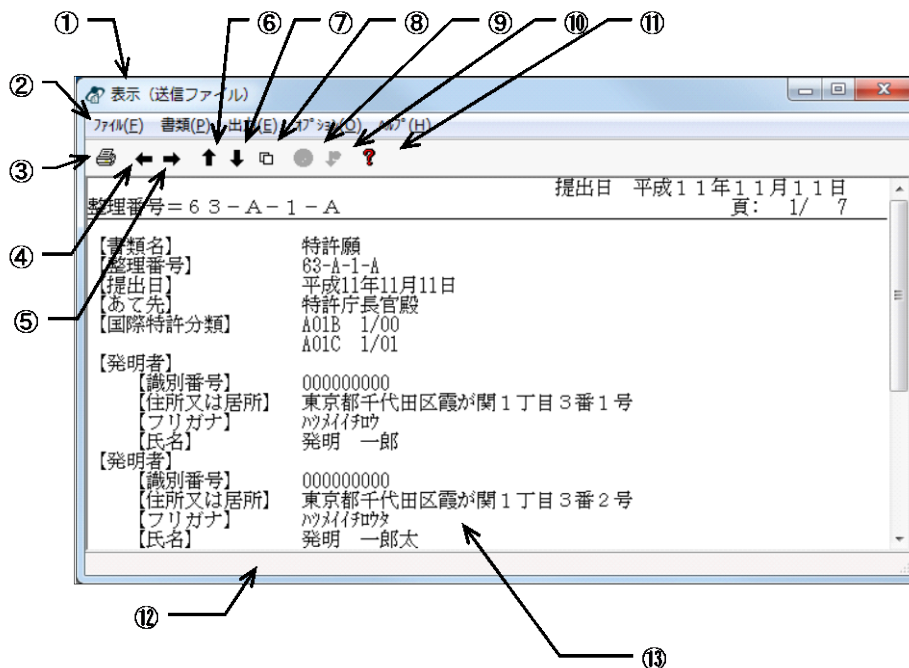 ① ⑥ ⑦ ⑧ ⑨ ⑩ ⑪
②
表示（送信ファイル）
ﾌｧｲﾙ(F) 書類(P) 出力(E) ｵﾌﾟｼｮﾝ(O) ﾍﾙﾌﾟ(H)
③
?
提出日 平成１１年１１月１１日
整理番号＝６３－Ａ－１－Ａ 頁： 1/ 7
④
⑤
【書類名】 特許願
【整理番号】 63-A-1-A
【提出日】 平成11年11月11日
【あて先】 特許庁長官殿
【国際特許分類】 A01B 1/00
A01C 1/01
【発明者】
【識別番号】 000000000
【住所又は居所】 東京都千代田区霞が関１丁目３番１号
【フリガナ】 ﾊﾂﾒｲｲﾁﾛｳ
【氏名】 発明 一郎
【発明者】
【識別番号】 000000000
【住所又は居所】 東京都千代田区霞が関１丁目３番２号
【フリガナ】 ﾊﾂﾒｲｲﾁﾛｳﾀ
【氏名】 発明 一郎太
⑫
⑬